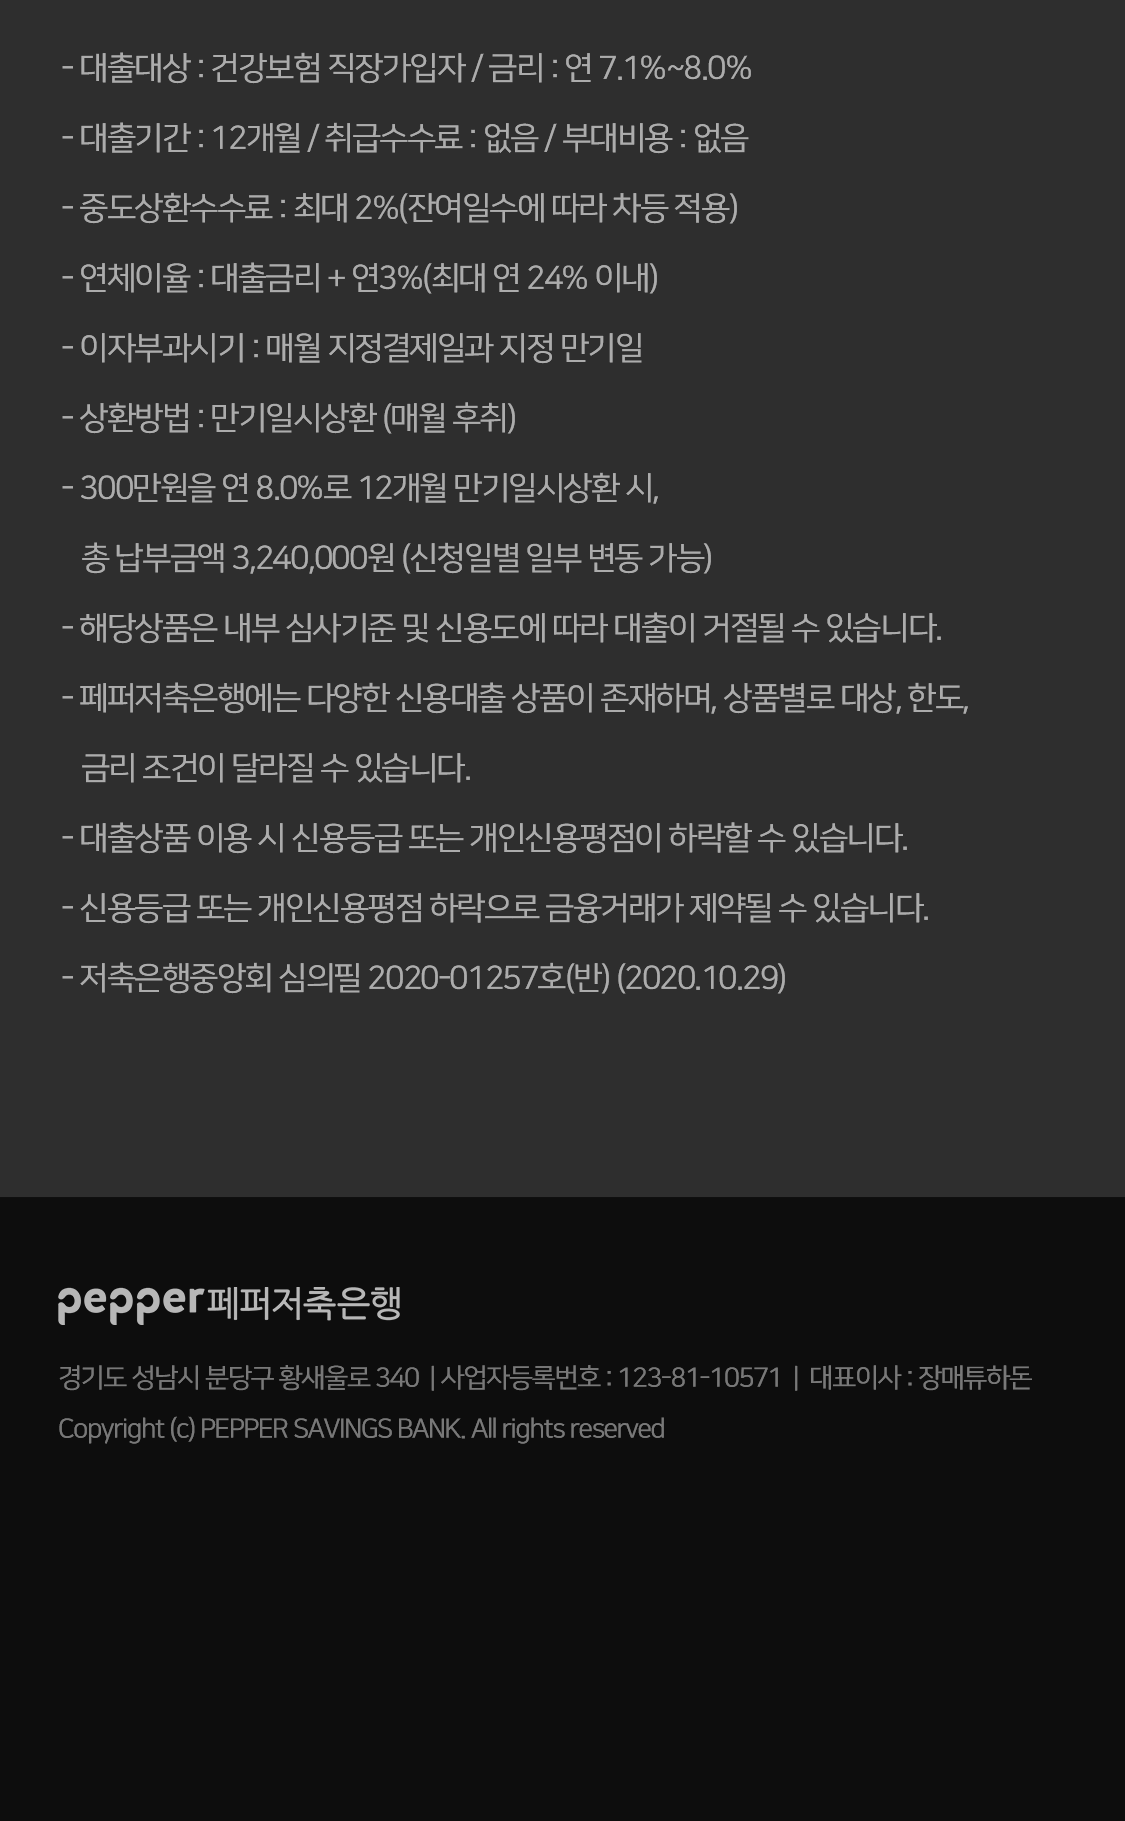 - 대출대상 : 건강보험 직장가입자 / 금리 : 연 7.1%~8.0%
- 대출기간 : 12개월 / 취급수수료 : 없음 / 부대비용 : 없음
- 중도상환수수료 : 최대 2%(잔여일수에 따라 차등 적용)
- 연체이율 : 대출금리 + 연3%(최대 연 24% 이내)
- 이자부과시기 : 매월 지정결제일과 지정 만기일
- 상환방법 : 만기일시상환 (매월 후취)
- 300만원을 연 8.0%로 12개월 만기일시상환 시,
총 납부금액 3,240,000원 (신청일별 일부 변동 가능)
- 해당상품은 내부 심사기준 및 신용도에 따라 대출이 거절될 수 있습니다.
- 페퍼저축은행에는 다양한 신용대출 상품이 존재하며, 상품별로 대상, 한도,
금리 조건이 달라질 수 있습니다.
- 대출상품 이용 시 신용등급 또는 개인신용평점이 하락할 수 있습니다.
- 신용등급 또는 개인신용평점 하락으로 금융거래가 제약될 수 있습니다.
- 저축은행중앙회 심의필 2020-01257호(반) (2020.10.29)
pepper 페퍼저축은행
경기도 성남시 분당구 황새울로 340 | 사업자등록번호 : 123-81-10571 | 대표이사 : 장매튜하돈
Copyright (c) PEPPER SAVINGS BANK. All rights reserved